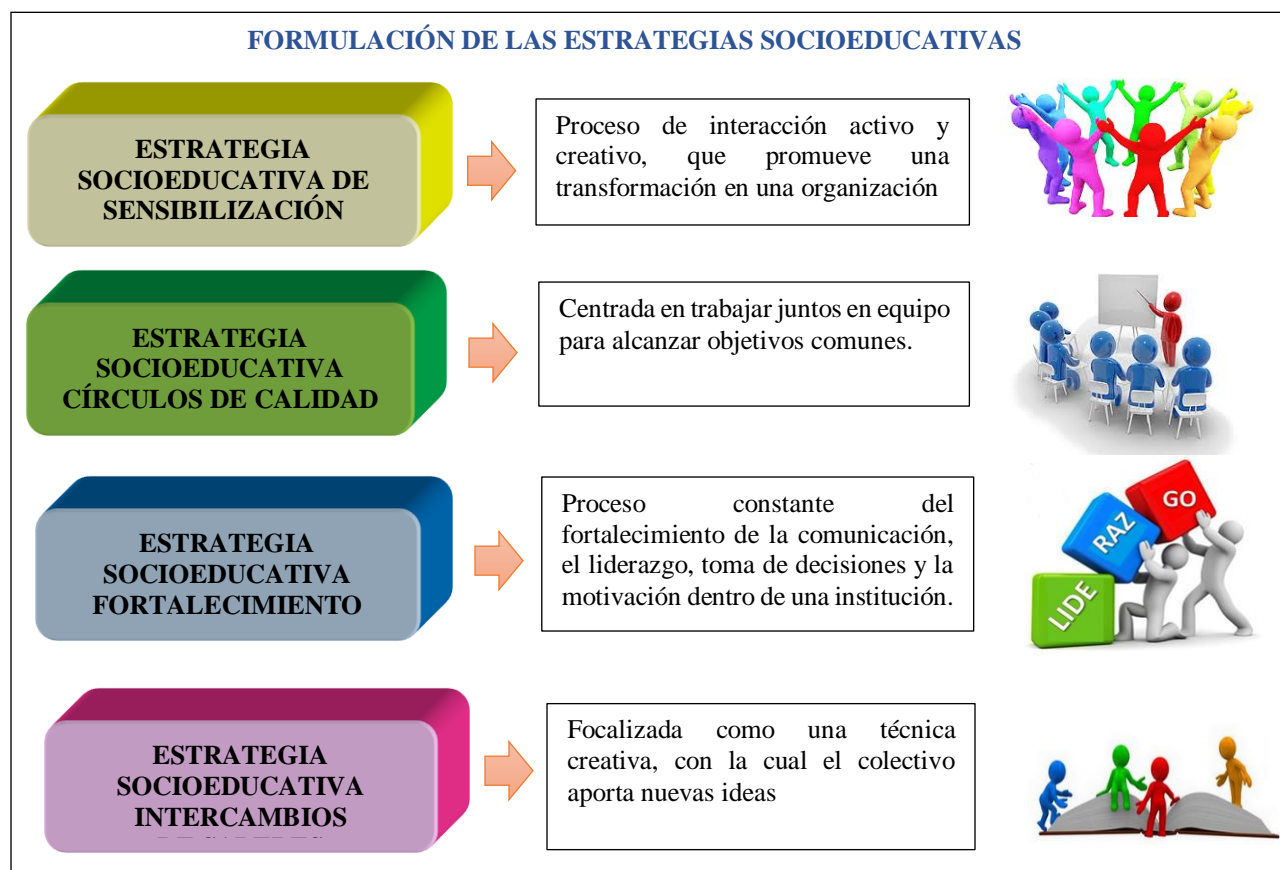 FORMULACIÓN DE LAS ESTRATEGIAS SOCIOEDUCATIVAS
ESTRATEGIA
SOCIOEDUCATIVA DE
SENSIBILIZACIÓN
Proceso de interacción activo y
creativo, que promueve una
transformación en una organización
ESTRATEGIA
SOCIOEDUCATIVA
CÍRCULOS DE CALIDAD
Centrada en trabajar juntos en equipo
para alcanzar objetivos comunes.
ESTRATEGIA
SOCIOEDUCATIVA
FORTALECIMIENTO
Proceso constante del
fortalecimiento de la comunicación,
el liderazgo, toma de decisiones y la
motivación dentro de una institución.
GO
RAZ
LIDE
ESTRATEGIA
SOCIOEDUCATIVA
INTERCAMBIOS
Focalizada como una técnica
creativa, con la cual el colectivo
aporta nuevas ideas